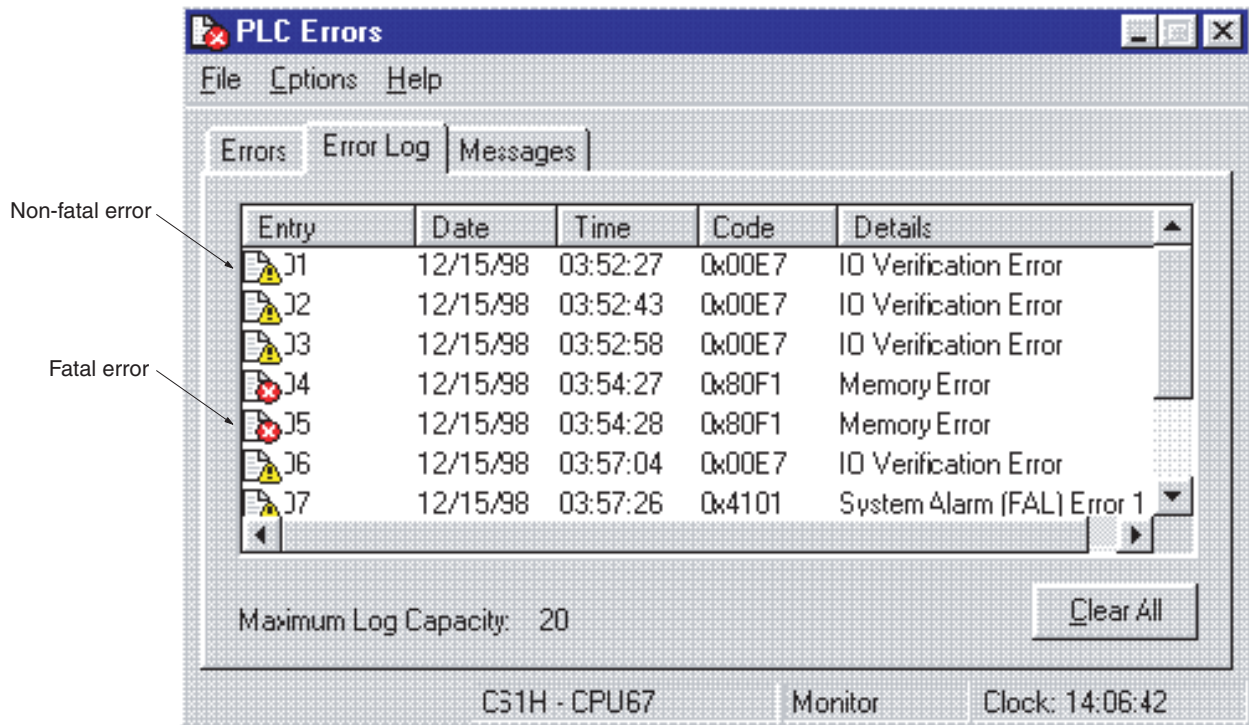 PLC Errors
File Options Help
Errors Error Log Messages
Non-fatal error
Entry Date Time Code Details
01 12/15/98 03:52:27 0x00E7 IO Verification Error
02 12/15/98 03:52:43 0x00E7 IO Verification Error
03 12/15/98 03:52:58 0x00E7 IO Verification Error
Fatal error
04 12/15/98 03:54:27 0x80F1 Memory Error
05 12/15/98 03:54:28 0x80F1 Memory Error
06 12/15/98 03:57:04 0x00E7 IO Verification Error
07 12/15/98 03:57:26 0x4101 System Alarm (FAL) Error 1
Maximum Log Capacity: 20
Clear All
CS1H - CPU67 Monitor Clock: 14:06:42